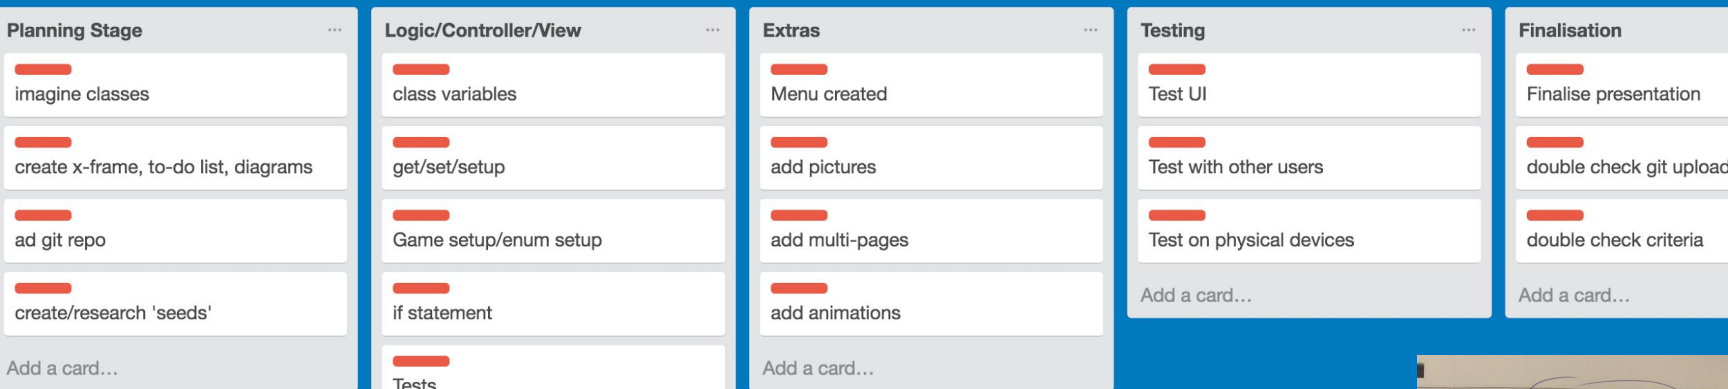 Planning Stage
imagine classes
create x-frame, to-do list, diagrams
ad git repo
create/research 'seeds'
Add a card...
Logic/Controller/View
class variables
get/set/setup
Game setup/enum setup
if statement
Tests
Extras
Menu created
add pictures
add multi-pages
add animations
Add a card...
Testing
Test UI
Test with other users
Test on physical devices
Add a card...
Finalisation
Finalise presentation
double check git upload
double check criteria
Add a card...